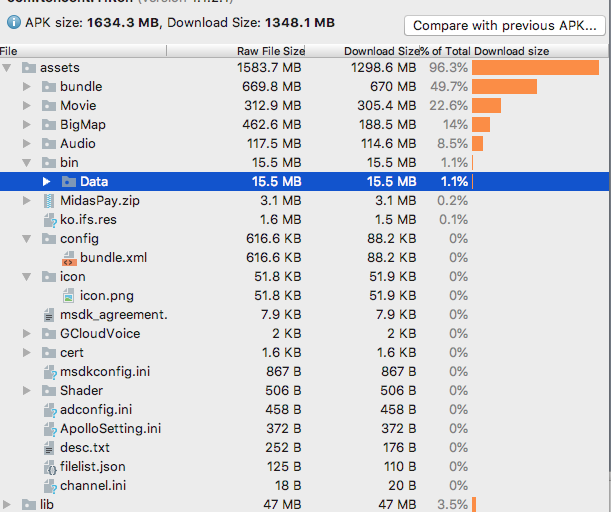 APK size: 1634.3 MB, Download Size: 1348.1 MB
Compare with previous APK...
File Raw File Size Download Size % of Total Download size
assets 1583.7 MB 1298.6 MB 96.3%
bundle 669.8 MB 670 MB 49.7%
Movie 312.9 MB 305.4 MB 22.6%
BigMap 462.6 MB 188.5 MB 14%
Audio 117.5 MB 114.6 MB 8.5%
bin 15.5 MB 15.5 MB 1.1%
Data 15.5 MB 15.5 MB 1.1%
MidasPay.zip 3.1 MB 3.1 MB 0.2%
ko.ifs.res 1.6 MB 1.5 MB 0.1%
config 616.6 KB 88.2 KB 0%
bundle.xml 616.6 KB 88.2 KB 0%
icon 51.8 KB 51.9 KB 0%
icon.png 51.8 KB 51.9 KB 0%
msdk_agreement. 7.9 KB 7.9 KB 0%
GCloudVoice 2 KB 2 KB 0%
cert 1.6 KB 1.6 KB 0%
msdkconfig.ini 867 B 867 B 0%
Shader 506 B 506 B 0%
adconfig.ini 458 B 458 B 0%
ApolloSetting.ini 372 B 372 B 0%
desc.txt 252 B 176 B 0%
filelist.json 125 B 110 B 0%
channel.ini 18 B 20 B 0%
lib 47 MB 47 MB 3.5%